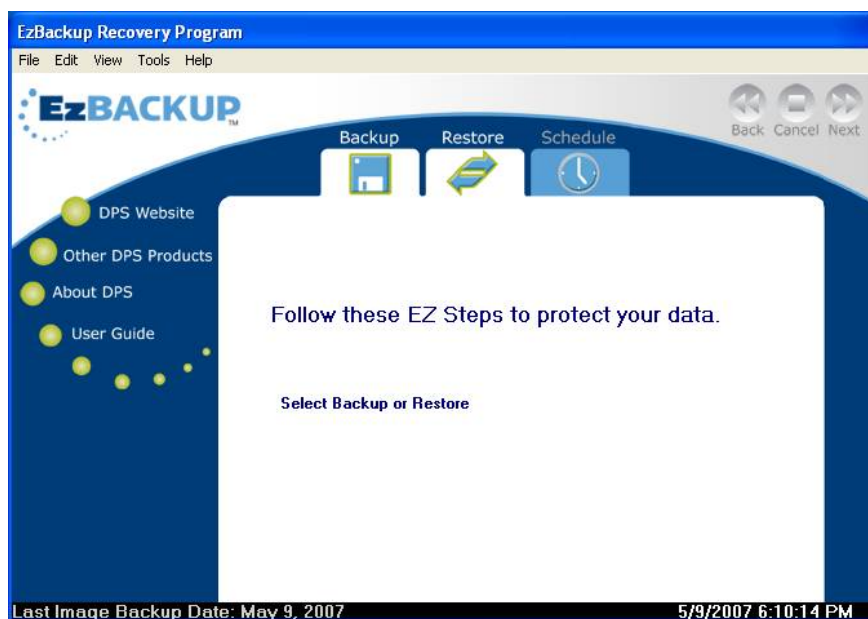 EzBackup Recovery Program
File Edit View Tools Help
EzBACKUP™
Back Cancel Next
Backup Restore Schedule
DPS Website
Other DPS Products
About DPS
User Guide
Follow these EZ Steps to protect your data.
Select Backup or Restore
Last Image Backup Date: May 9, 2007 5/9/2007 6:10:14 PM